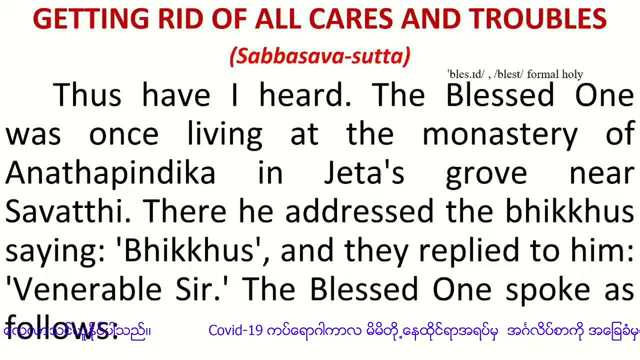 GETTING RID OF ALL CARES AND TROUBLES
(Sabbasava-sutta)
ˈbles.ɪd/ , /blest/ formal holy
Thus have I heard. The Blessed One
was once living at the monastery of
Anathapindika in Jeta's grove near
Savatthi. There he addressed the bhikkhus
saying: 'Bhikkhus', and they replied to him:
'Venerable Sir.' The Blessed One spoke as
follows:
Covid-19 ကပ်ရောဂါကာလ မိမိတို့နေထိုင်ရာအရပ်မှ အင်္ဂလိပ်စာကို အခြေခံမှ